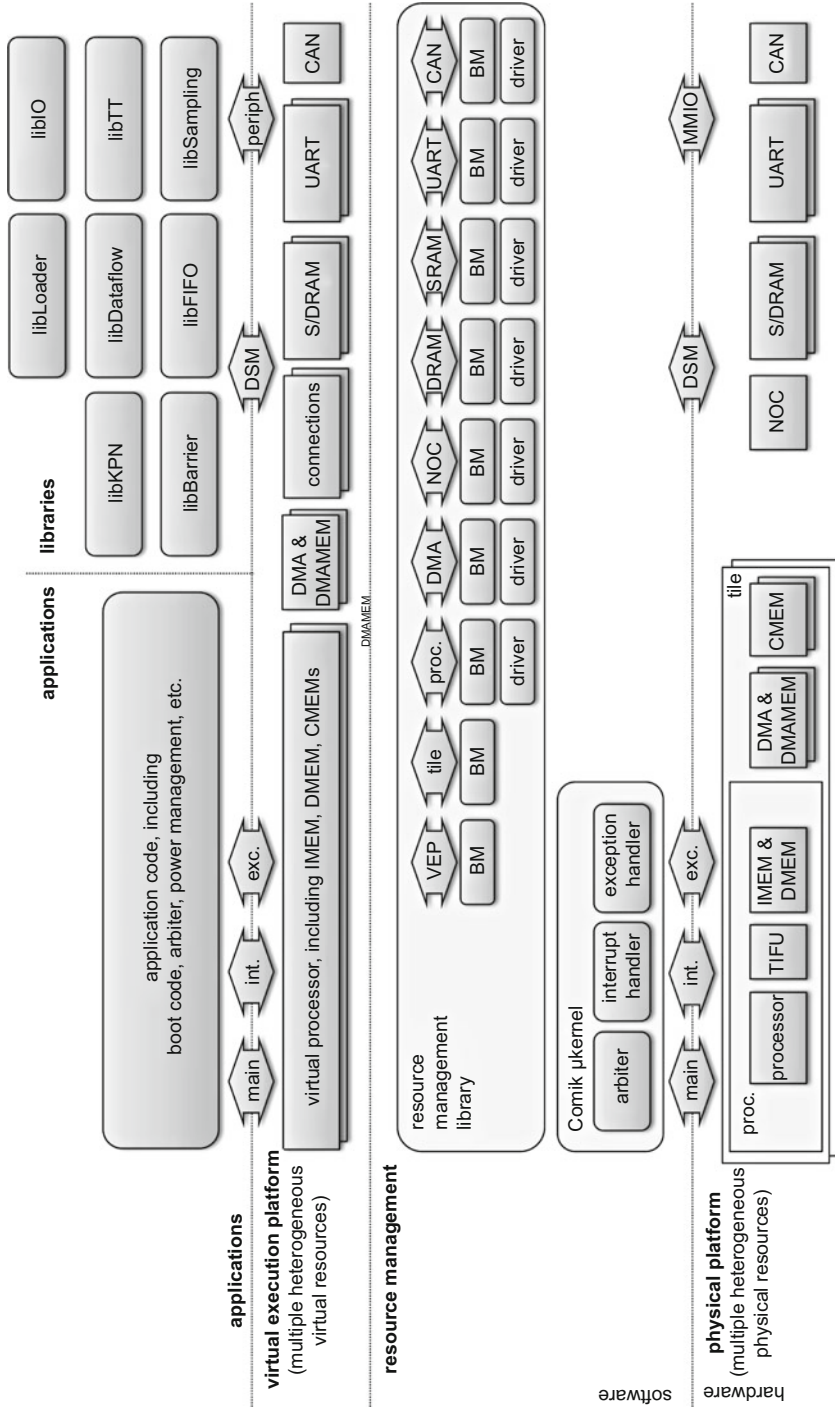 applications
libraries
application code, including
boot code, arbiter, power management, etc.
libLoader
libIO
libKPN
libDataflow
libTT
libBarrier
libFIFO
libSampling
applications
main
int.
exc.
DSM
periph
virtual execution platform
(multiple heterogeneous
virtual resources)
virtual processor, including IMEM, DMEM, CMEMs
DMA &
DMAMEM
connections
S/DRAM
UART
CAN
DMAMEM
resource management
resource
management
library
VEP
tile
proc.
DMA
NOC
DRAM
SRAM
UART
CAN
BM
BM
BM
BM
BM
BM
BM
BM
BM
driver
driver
driver
driver
driver
driver
driver
Comik µkernel
arbiter
interrupt
handler
exception
handler
software
main
int.
exc.
DSM
MMIO
hardware
physical platform
(multiple heterogeneous
physical resources)
tile
proc.
processor
TIFU
IMEM &
DMEM
DMA &
DMAMEM
CMEM
NOC
S/DRAM
UART
CAN